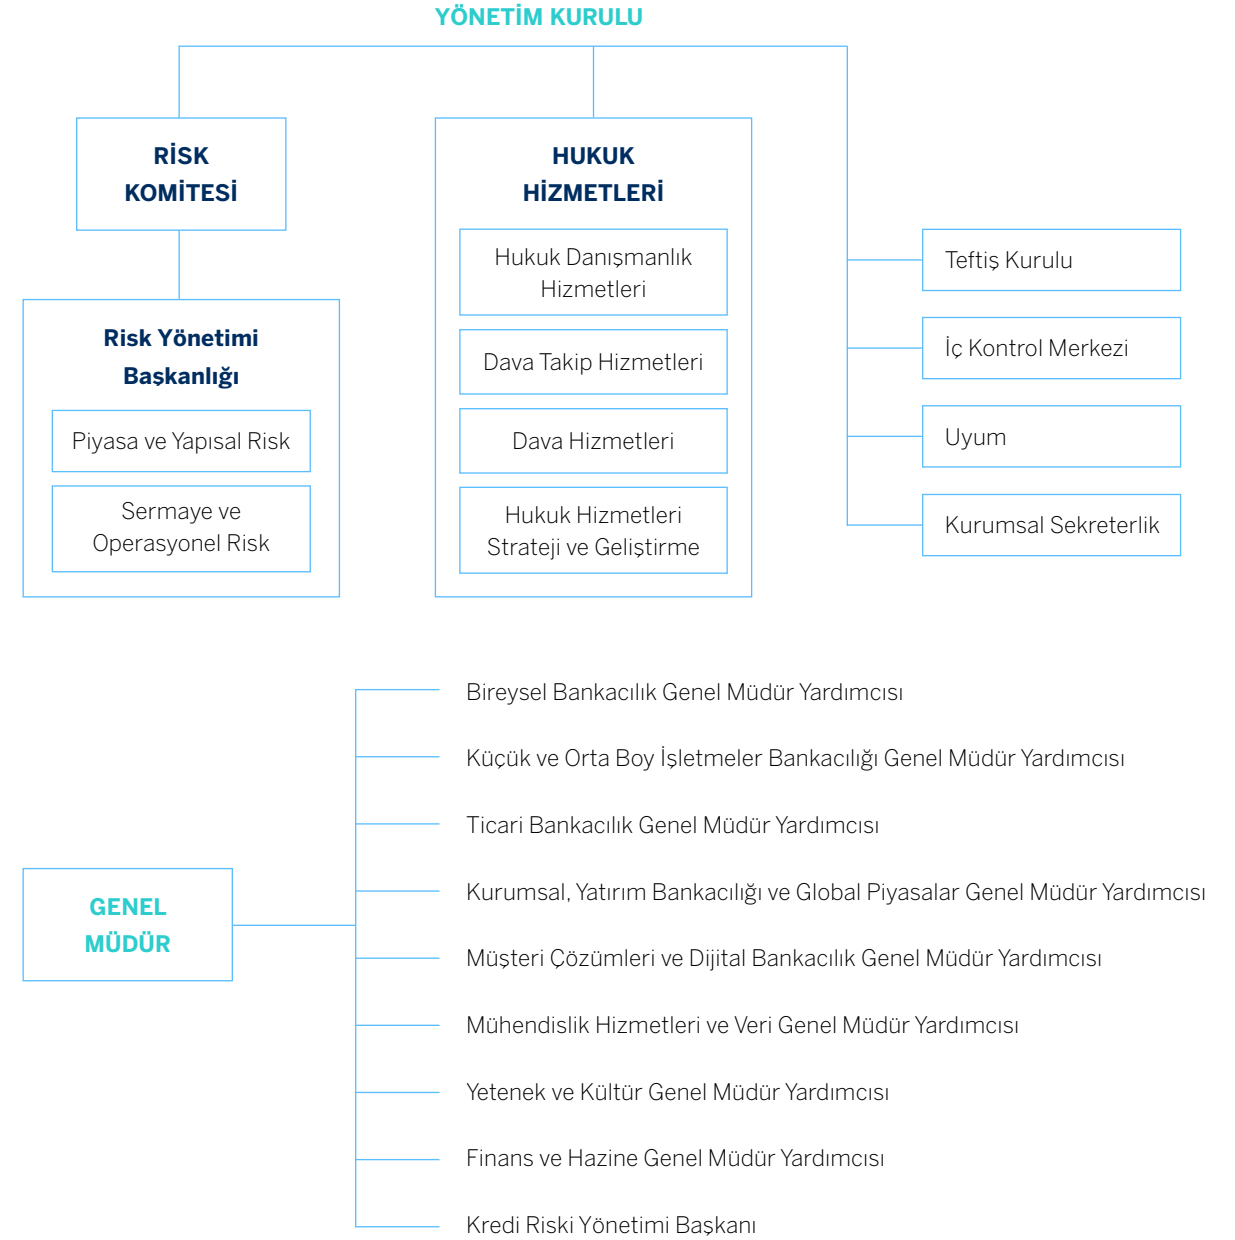 YÖNETİM KURULU
RİSK
KOMİTESİ
Risk Yönetimi
Başkanlığı
Piyasa ve Yapısal Risk
Sermaye ve
Operasyonel Risk
HUKUK
HİZMETLERİ
Hukuk Danışmanlık
Hizmetleri
Dava Takip Hizmetleri
Dava Hizmetleri
Hukuk Hizmetleri
Strateji ve Geliştirme
Teftiş Kurulu
İç Kontrol Merkezi
Uyum
Kurumsal Sekreterlik
GENEL
MÜDÜR
Bireysel Bankacılık Genel Müdür Yardımcısı
Küçük ve Orta Boy İşletmeler Bankacılığı Genel Müdür Yardımcısı
Ticari Bankacılık Genel Müdür Yardımcısı
Kurumsal, Yatırım Bankacılığı ve Global Piyasalar Genel Müdür Yardımcısı
Müşteri Çözümleri ve Dijital Bankacılık Genel Müdür Yardımcısı
Mühendislik Hizmetleri ve Veri Genel Müdür Yardımcısı
Yetenek ve Kültür Genel Müdür Yardımcısı
Finans ve Hazine Genel Müdür Yardımcısı
Kredi Riski Yönetimi Başkanı